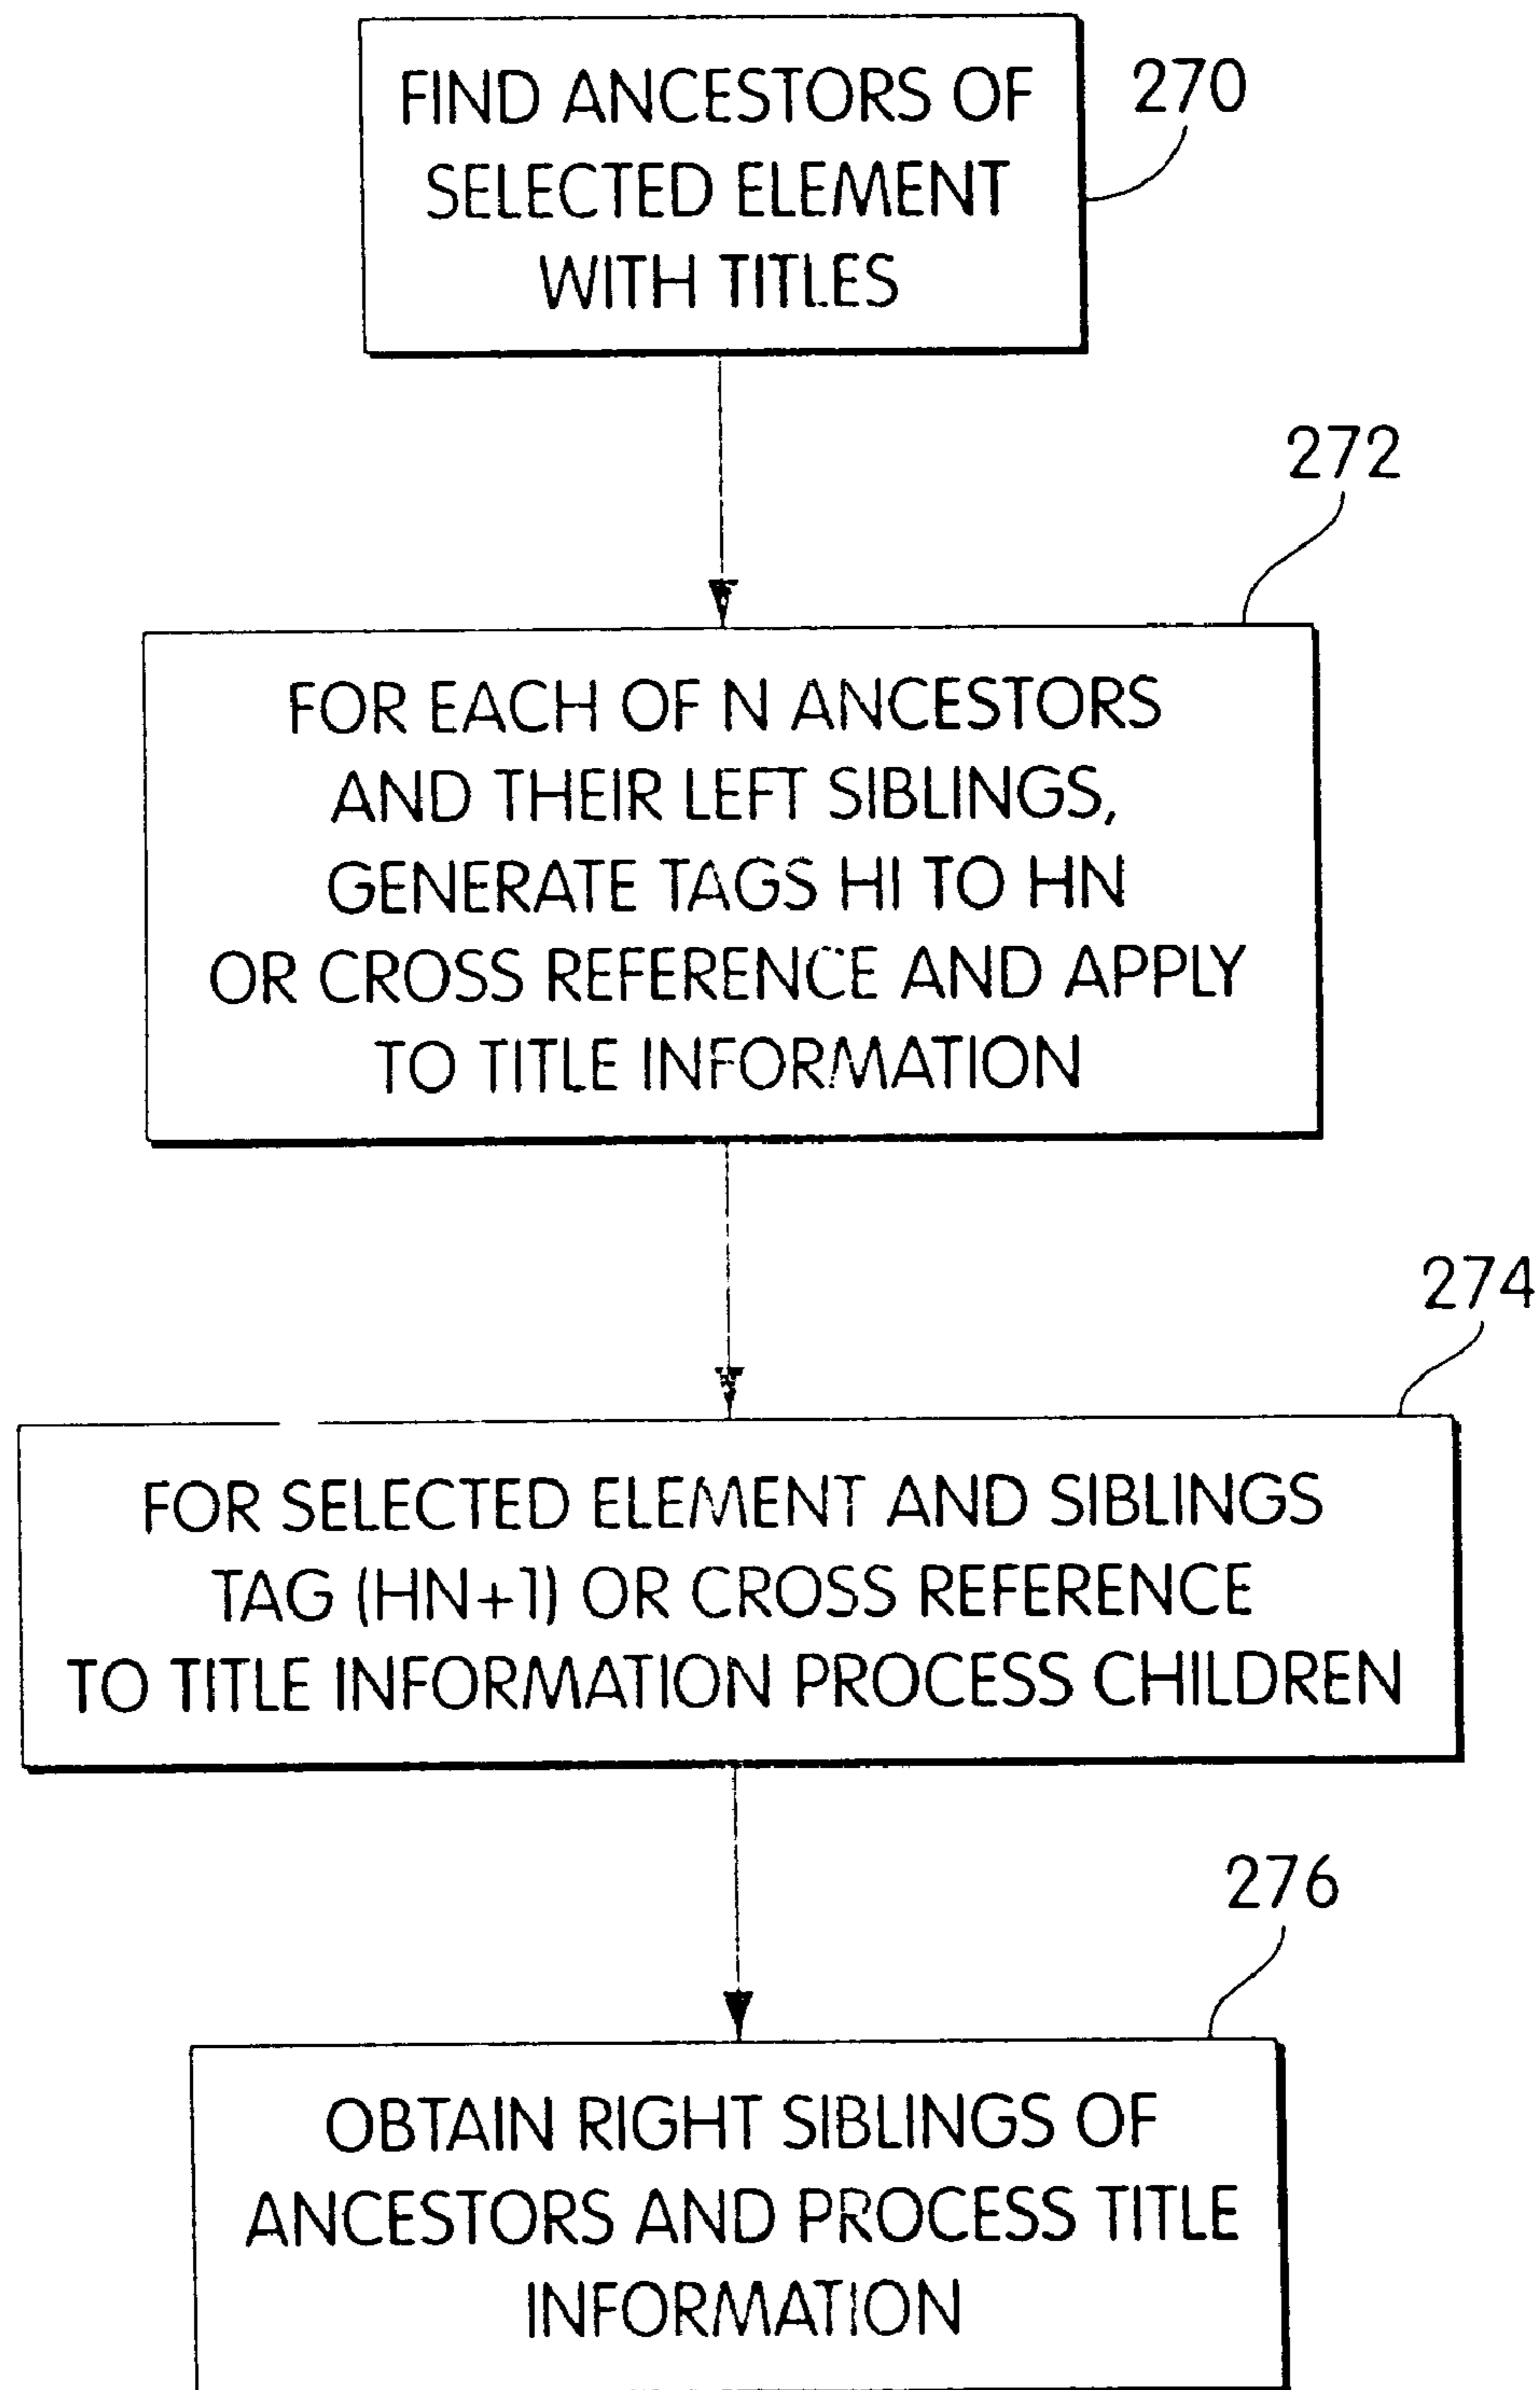 FIND ANCESTORS OF
SELECTED ELEMENT
WITH TITLES
270
272
FOR EACH OF N ANCESTORS
AND THEIR LEFT SIBLINGS,
GENERATE TAGS HI TO HN
OR CROSS REFERENCE AND APPLY
TO TITLE INFORMATION
274
FOR SELECTED ELEMENT AND SIBLINGS
TAG (HN+1) OR CROSS REFERENCE
TO TITLE INFORMATION PROCESS CHILDREN
276
OBTAIN RIGHT SIBLINGS OF
ANCESTORS AND PROCESS TITLE
INFORMATION